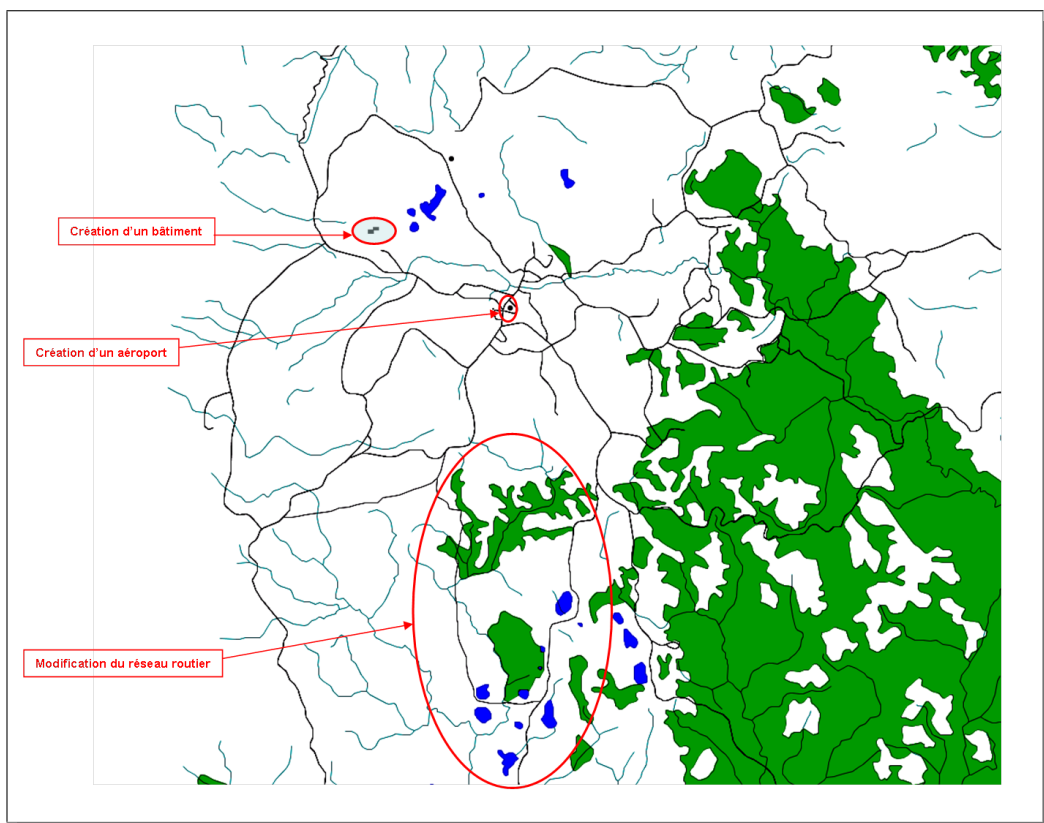 Création d'un bâtiment
Création d'un aéroport
Modification du réseau routier